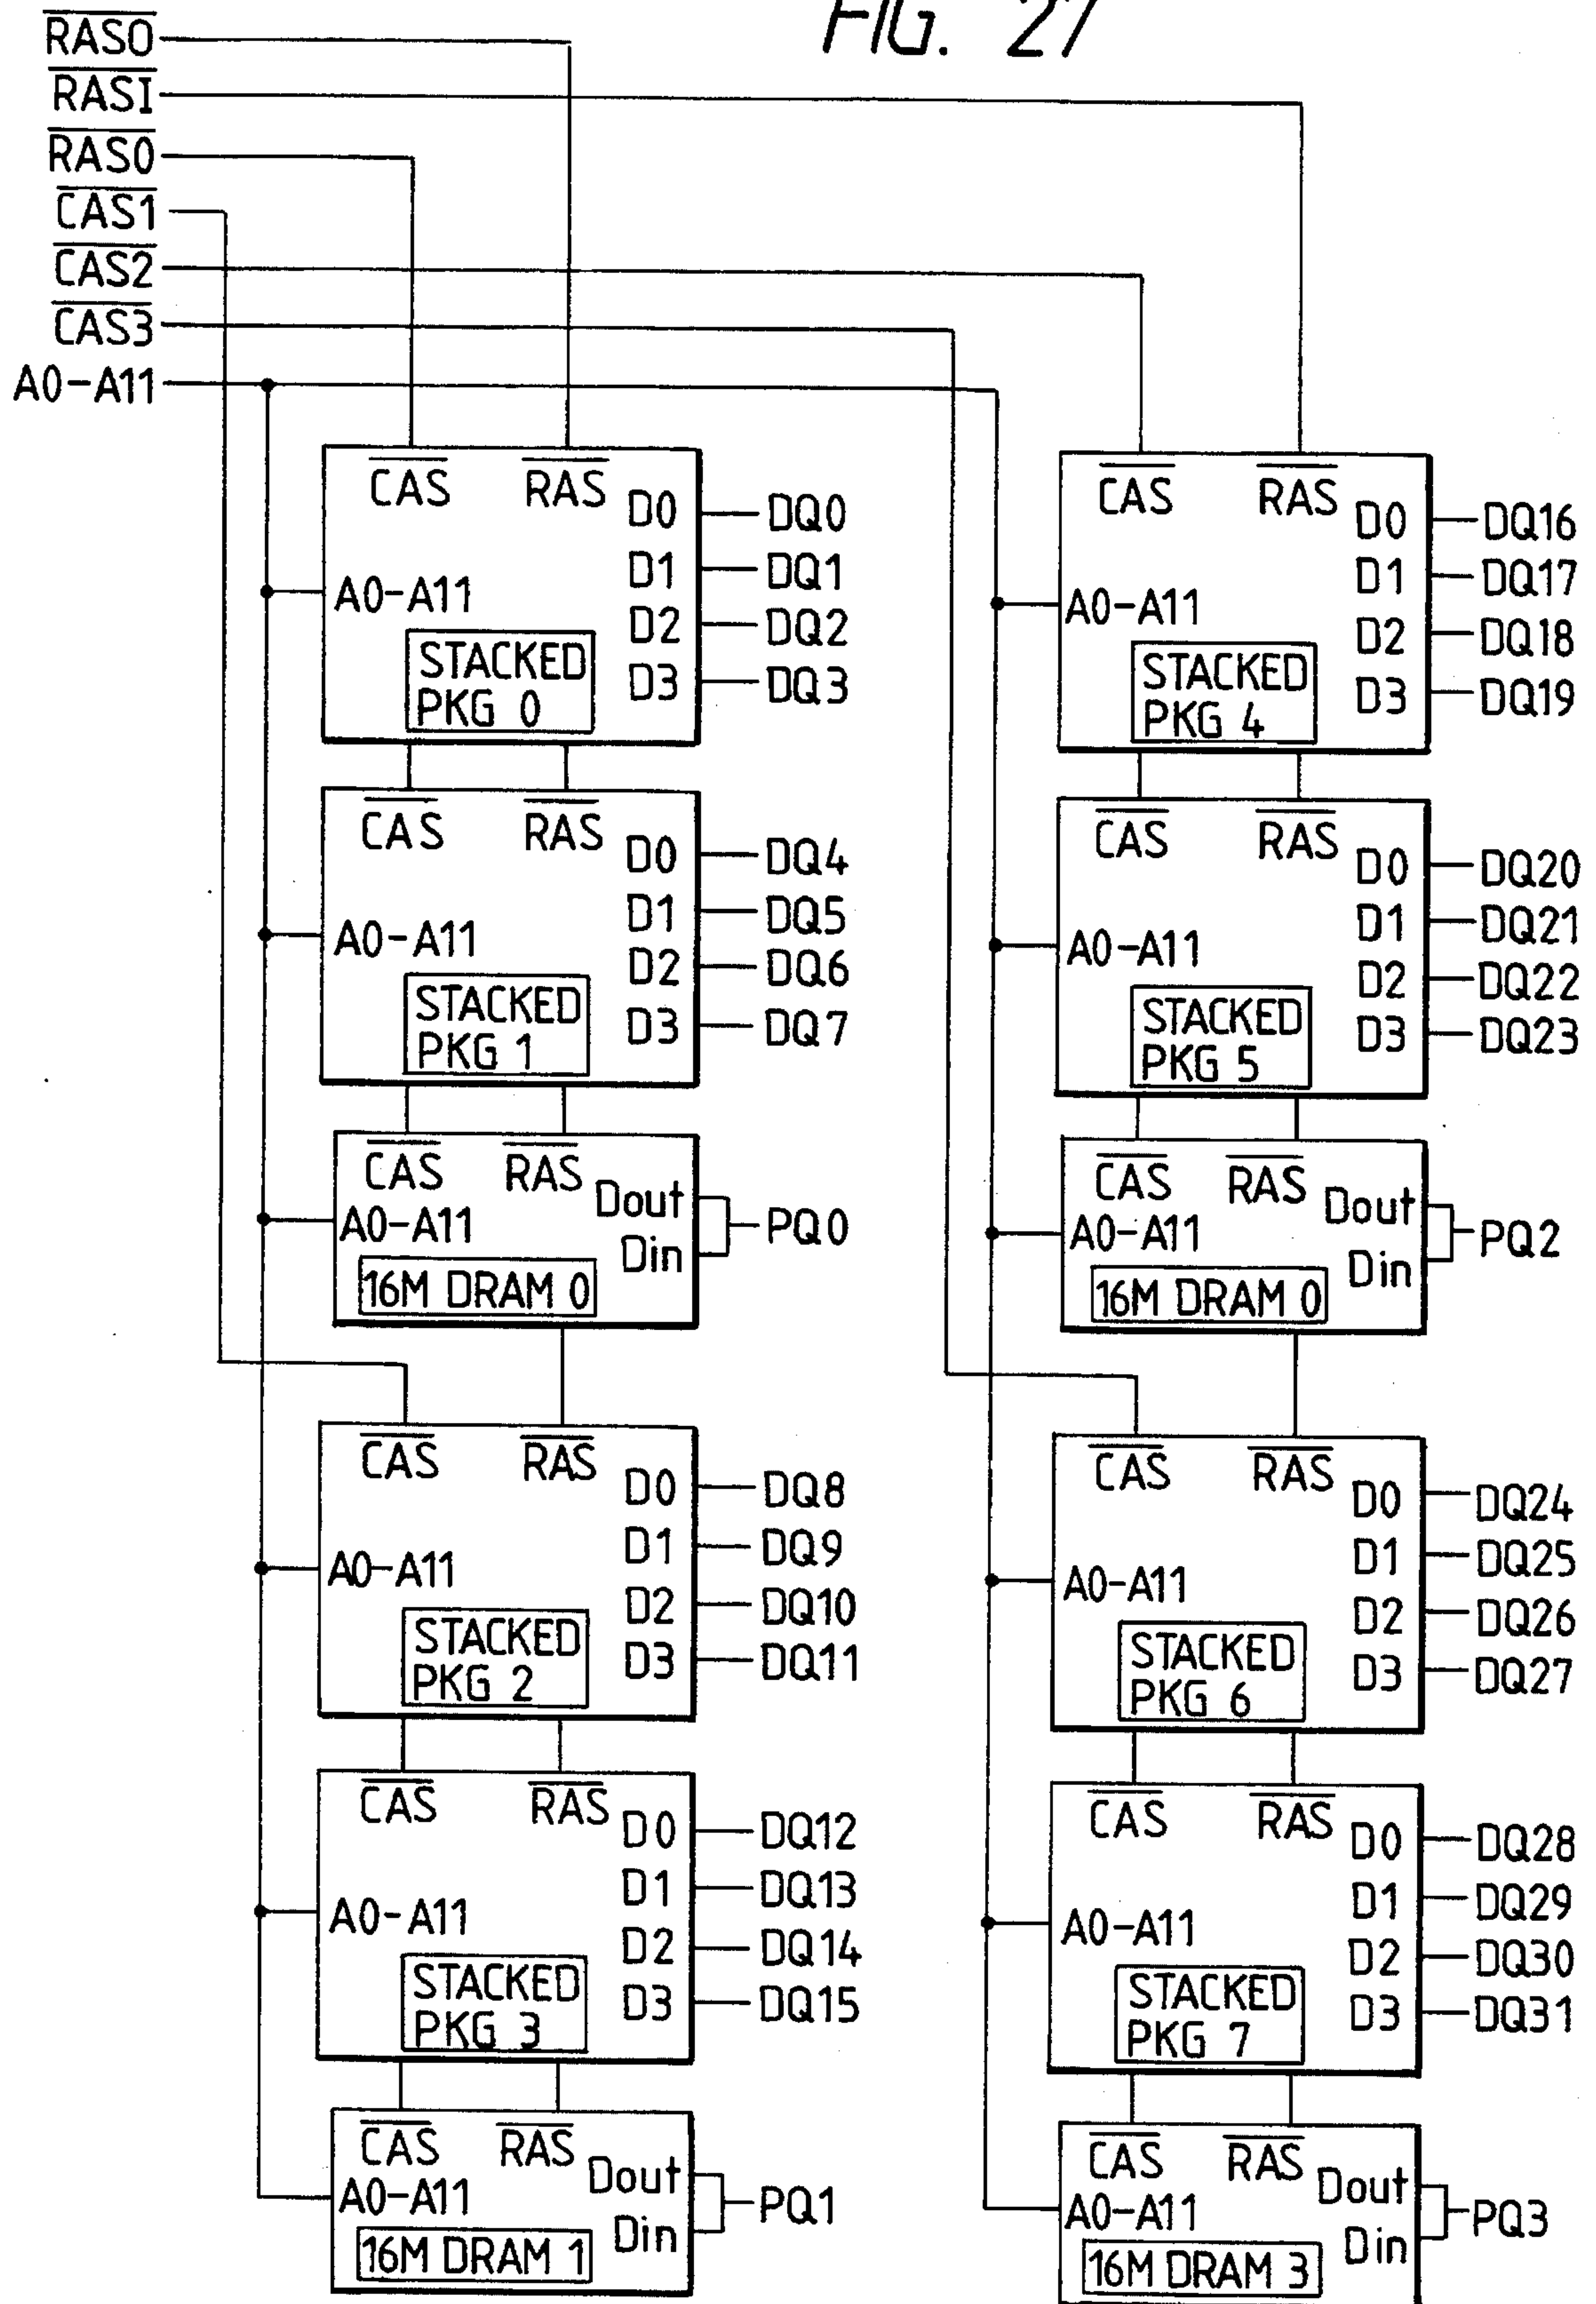 FIG. 27
RAS0
RASI
RAS0
CAS1
CAS2
CAS3
A0-A11
CAS RAS
D0 DQ0
D1 DQ1
A0-A11
D2 DQ2
D3 DQ3
STACKED
PKG 0
CAS RAS
D0 DQ4
D1 DQ5
A0-A11
D2 DQ6
D3 DQ7
STACKED
PKG 1
CAS RAS
Dout
A0-A11
PQ0
Din
16M DRAM 0
CAS RAS
D0 DQ8
D1 DQ9
A0-A11
D2 DQ10
D3 DQ11
STACKED
PKG 2
CAS RAS
D0 DQ12
D1 DQ13
A0-A11
D2 DQ14
D3 DQ15
STACKED
PKG 3
CAS RAS
Dout
A0-A11
PQ1
Din
16M DRAM 1
CAS RAS
D0 DQ16
D1 DQ17
A0-A11
D2 DQ18
D3 DQ19
STACKED
PKG 4
CAS RAS
D0 DQ20
D1 DQ21
A0-A11
D2 DQ22
D3 DQ23
STACKED
PKG 5
CAS RAS
Dout
A0-A11
PQ2
Din
16M DRAM 0
CAS RAS
D0 DQ24
D1 DQ25
A0-A11
D2 DQ26
D3 DQ27
STACKED
PKG 6
CAS RAS
D0 DQ28
D1 DQ29
A0-A11
D2 DQ30
D3 DQ31
STACKED
PKG 7
CAS RAS
Dout
A0-A11
PQ3
Din
16M DRAM 3